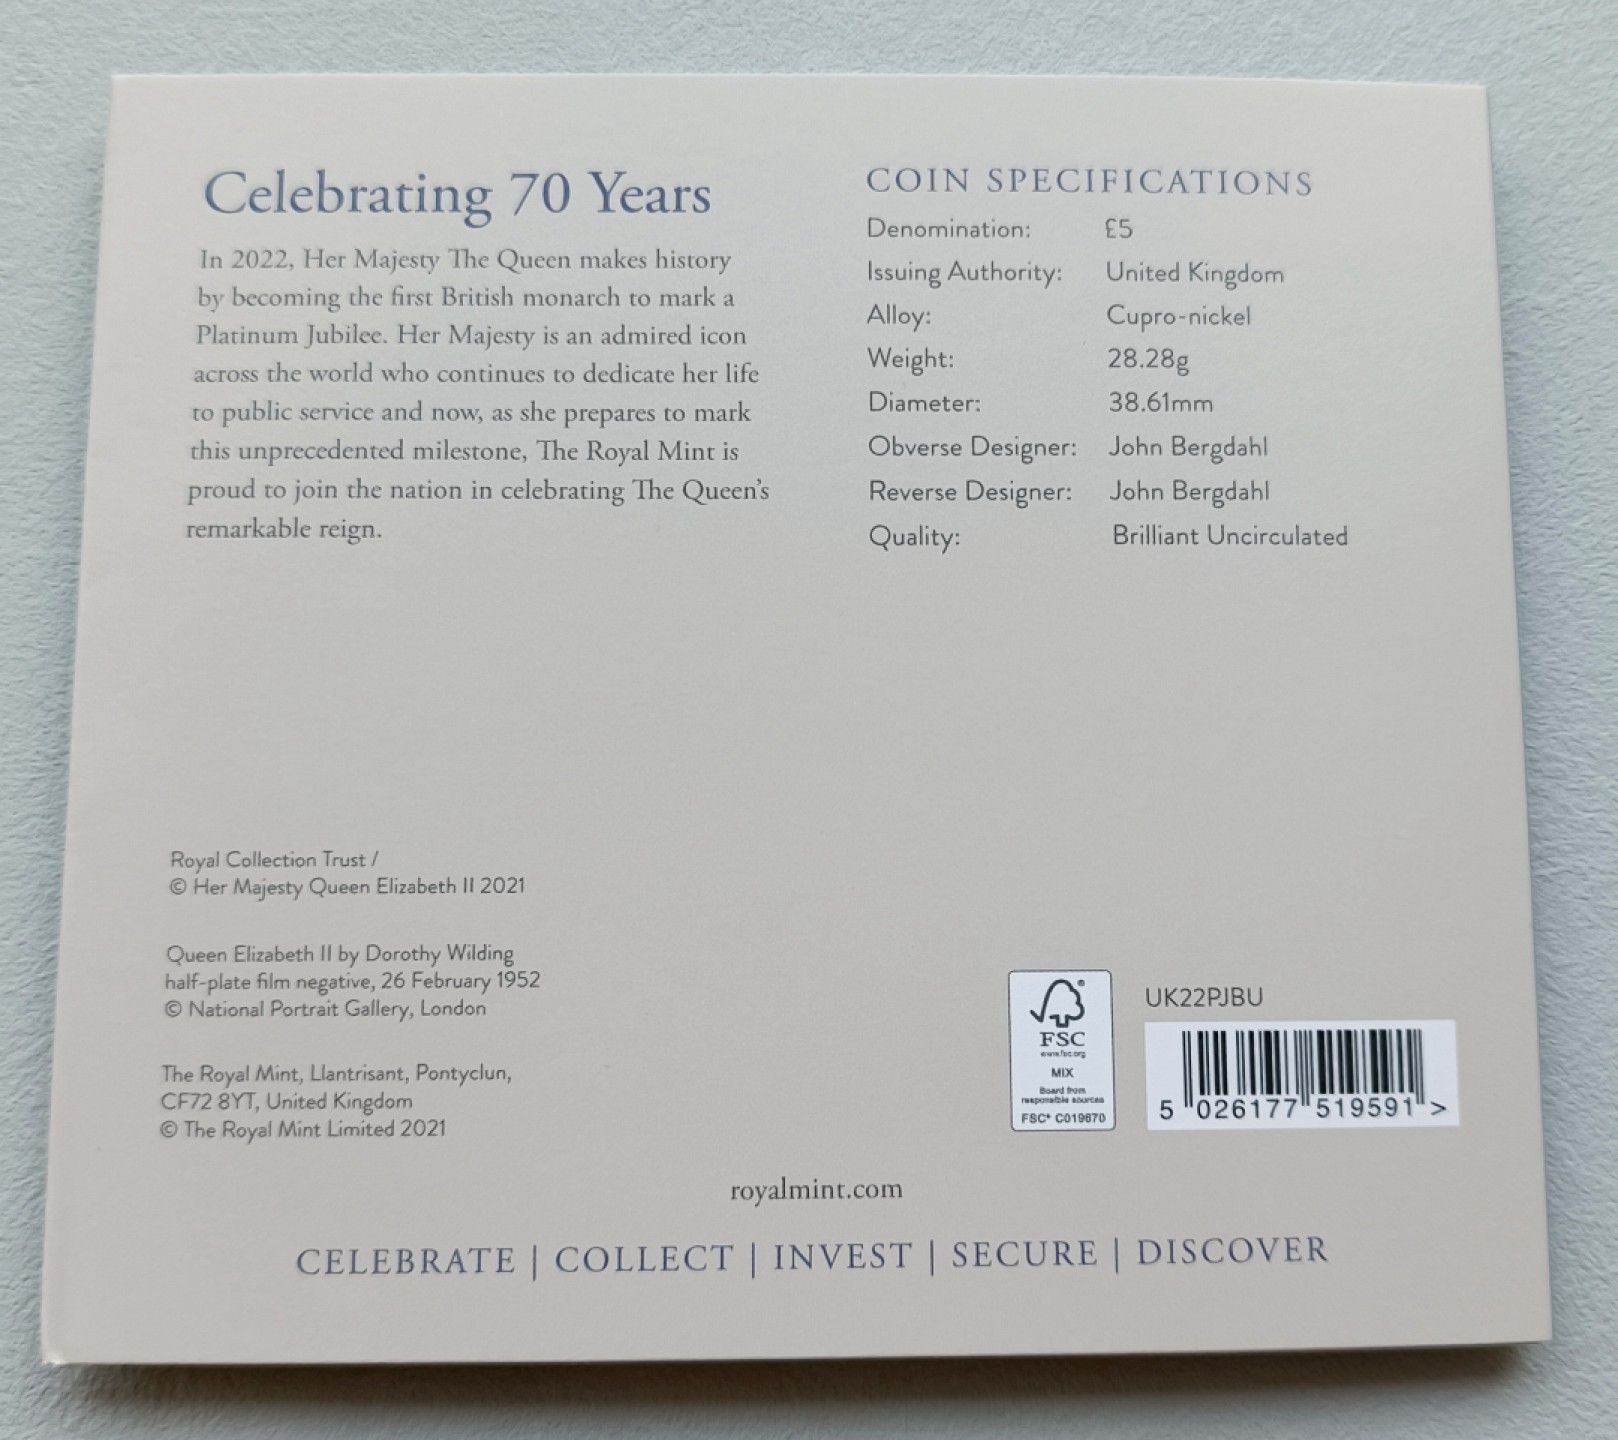 Celebrating 70 Years
In 2022, Her Majesty The Queen makes history
by becoming the first British monarch to mark a
Platinum Jubilee. Her Majesty is an admired icon
across the world who continues to dedicate her life
to public service and now, as she prepares to mark
this unprecedented milestone, The Royal Mint is
proud to join the nation in celebrating The Queen's
remarkable reign.
COIN SPECIFICATIONS
Denomination: £5
Issuing Authority: United Kingdom
Alloy: Cupro-nickel
Weight: 28.28g
Diameter: 38.61mm
Obverse Designer: John Bergdahl
Reverse Designer: John Bergdahl
Quality: Brilliant Uncirculated
Royal Collection Trust /
© Her Majesty Queen Elizabeth II 2021
Queen Elizabeth II by Dorothy Wilding
half-plate film negative, 26 February 1952
© National Portrait Gallery, London
The Royal Mint, Llantrisant, Pontyclun,
CF72 8YT, United Kingdom
© The Royal Mint Limited 2021
FSC
www.fsc.org
MIX
Board from
responsible sources
FSC® C019870
UK22PJBU
5 026177 519591 >
royalmint.com
CELEBRATE | COLLECT | INVEST | SECURE | DISCOVER